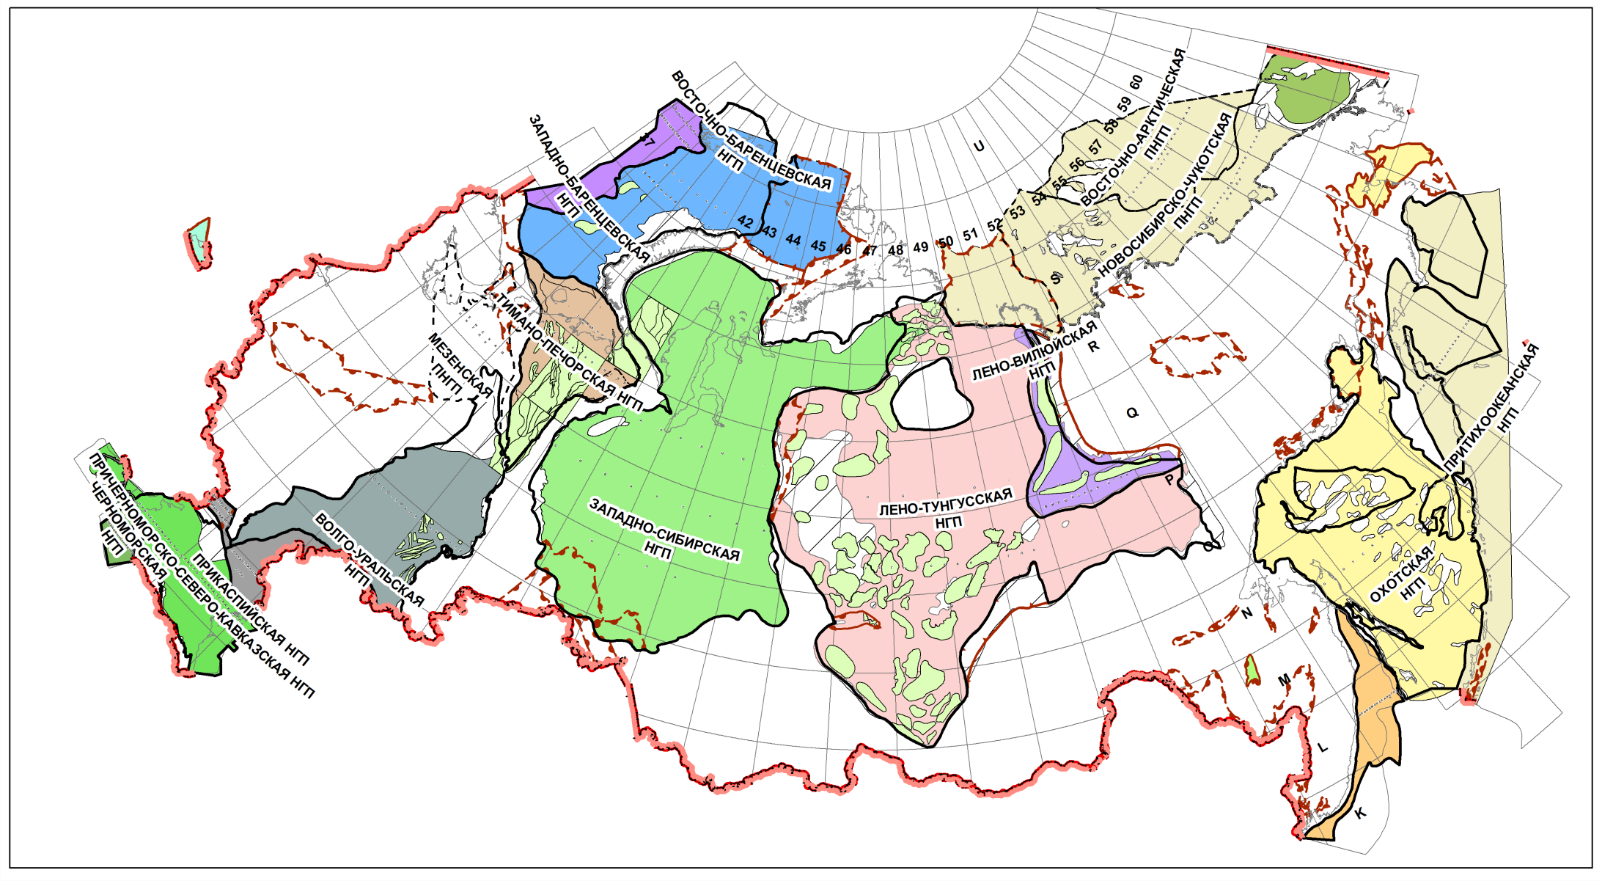 ВОСТОЧНО-БАРЕНЦЕВСКАЯ
НГП
ЗАПАДНО-БАРЕНЦЕВСКАЯ
НГП
ТИМАНО-ПЕЧОРСКАЯ НГП
МЕЗЕНСКАЯ
ПНГП
37
42
43
44
45
46
47
48
49
50
51
52
53
54
55
56
57
58
59
60
U
S
R
Q
P
O
N
M
L
K
ВОСТОЧНО-АРКТИЧЕСКАЯ
ПНГП
НОВОСИБИРСКО-ЧУКОТСКАЯ
ПНГП
ЛЕНО-ВИЛЮЙСКАЯ
НГП
ПРИТИХООКЕАНСКАЯ
НГП
ОХОТСКАЯ
НГП
ЛЕНО-ТУНГУССКАЯ
НГП
ЗАПАДНО-СИБИРСКАЯ
НГП
ВОЛГО-УРАЛЬСКАЯ
НГП
ПРИКАСПИЙСКАЯ НГП
ПРИЧЕРНОМОРСКО-СЕВЕРО-КАВКАЗСКАЯ НГП
ЧЕРНОМОРСКАЯ
НГП